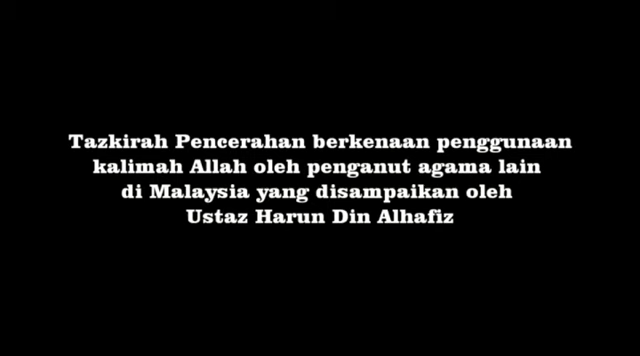 Tazkirah Pencerahan berkenaan penggunaan
kalimah Allah oleh penganut agama lain
di Malaysia yang disampaikan oleh
Ustaz Harun Din Alhafiz